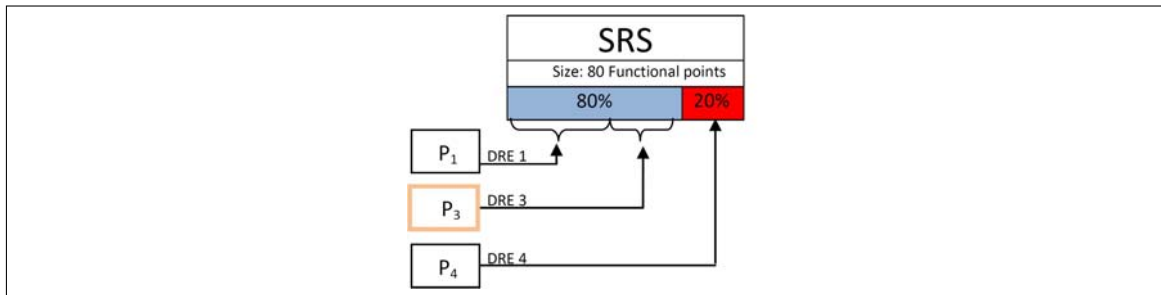 SRS
Size: 80 Functional points
80% 20%
P1 DRE 1
P3 DRE 3
P4 DRE 4